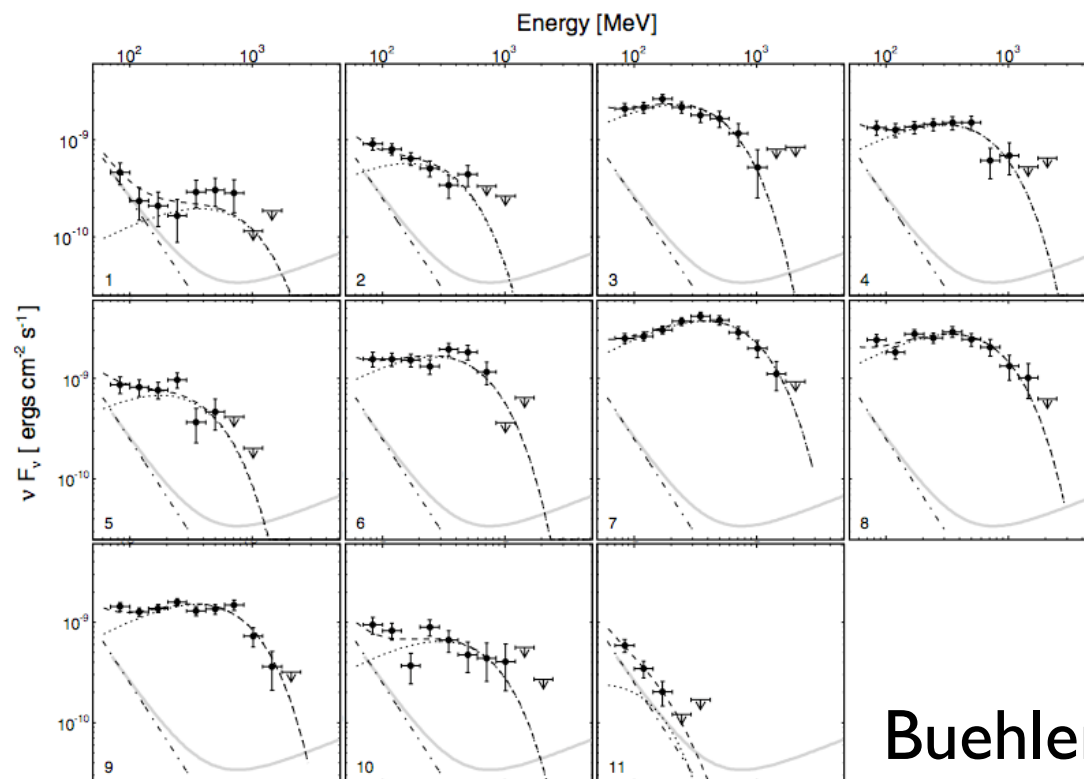 Energy [MeV]
10² 10³ 10² 10³ 10² 10³ 10² 10³
ν Fν [ ergs cm⁻² s⁻¹ ]
10⁻⁹
10⁻¹⁰
1 2 3 4
10⁻⁹
10⁻¹⁰
5 6 7 8
10⁻⁹
10⁻¹⁰
9 10 11
Buehler